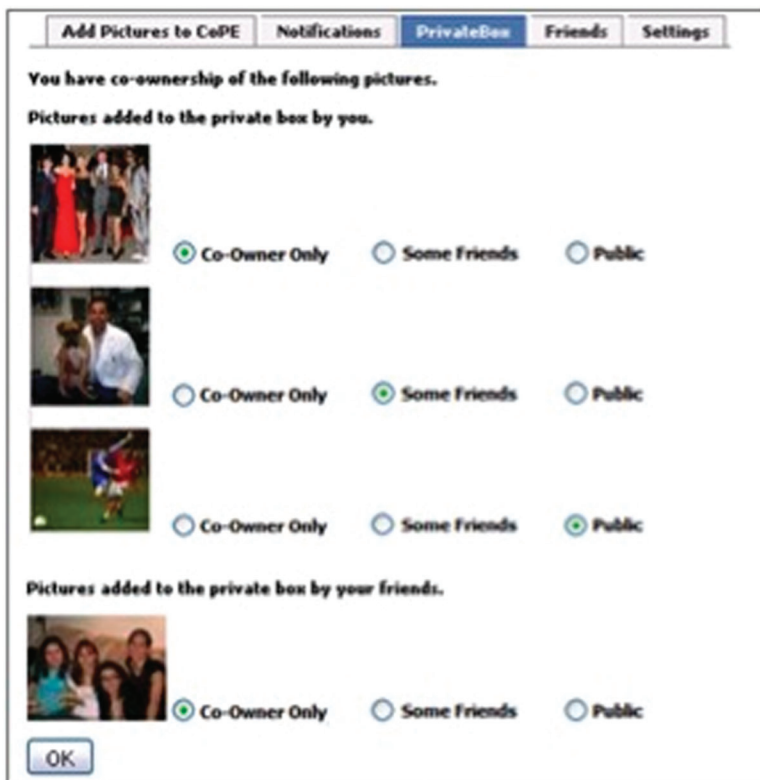 Add Pictures to CoPE Notifications PrivateBox Friends Settings
You have co-ownership of the following pictures.
Pictures added to the private box by you.
Co-Owner Only Some Friends Public
Co-Owner Only Some Friends Public
Co-Owner Only Some Friends Public
Pictures added to the private box by your friends.
Co-Owner Only Some Friends Public
OK